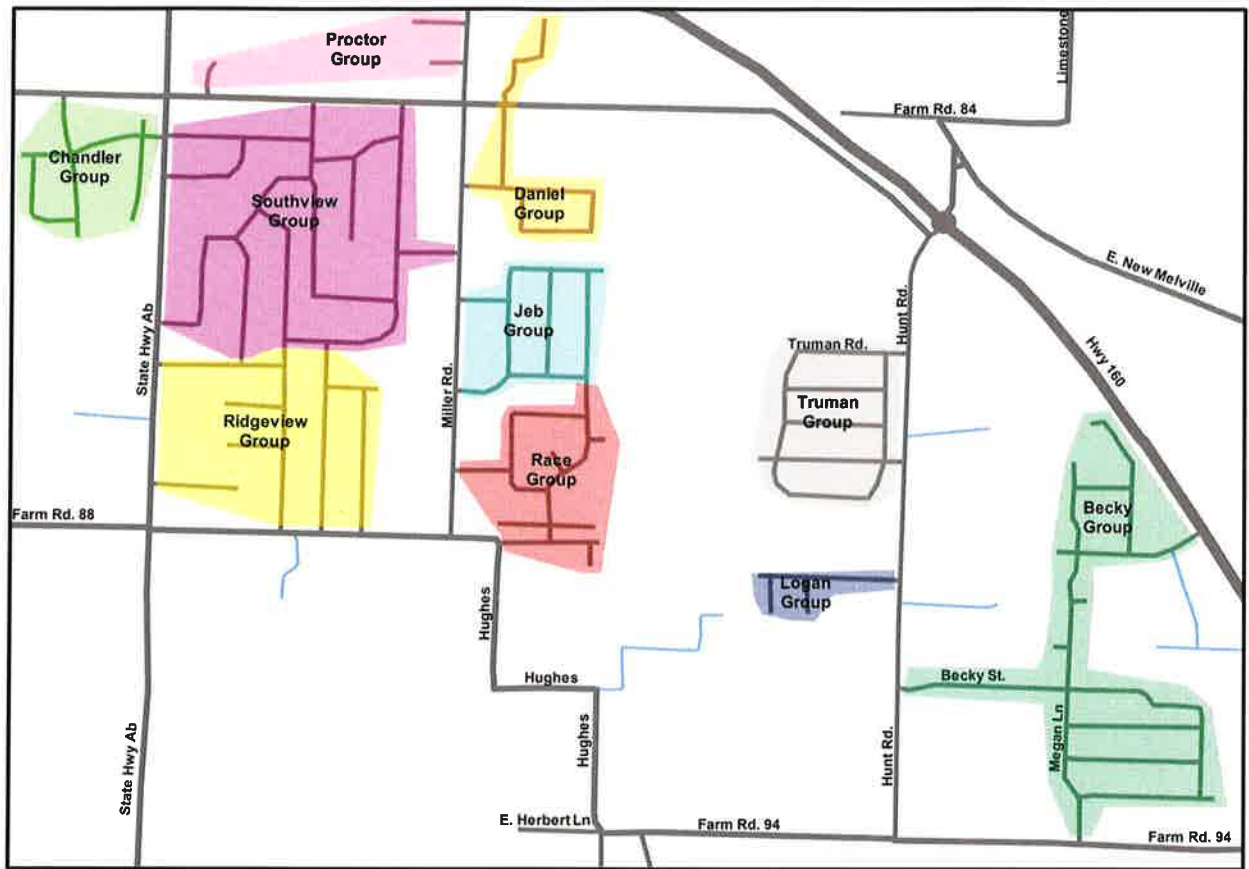 Proctor
Group
Limestone
Farm Rd. 84
Chandler
Group
Southview
Group
Daniel
Group
E. New Melville
Jeb
Group
State Hwy Ab
Miller Rd.
Hunt Rd.
Truman Rd.
Hwy 160
Truman
Group
Ridgeview
Group
Race
Group
Becky
Group
Farm Rd. 88
Logan
Group
Hughes
Hughes
Becky St.
Hughes
Megan Ln
State Hwy Ab
Hunt Rd.
E. Herbert Ln
Farm Rd. 94
Farm Rd. 94